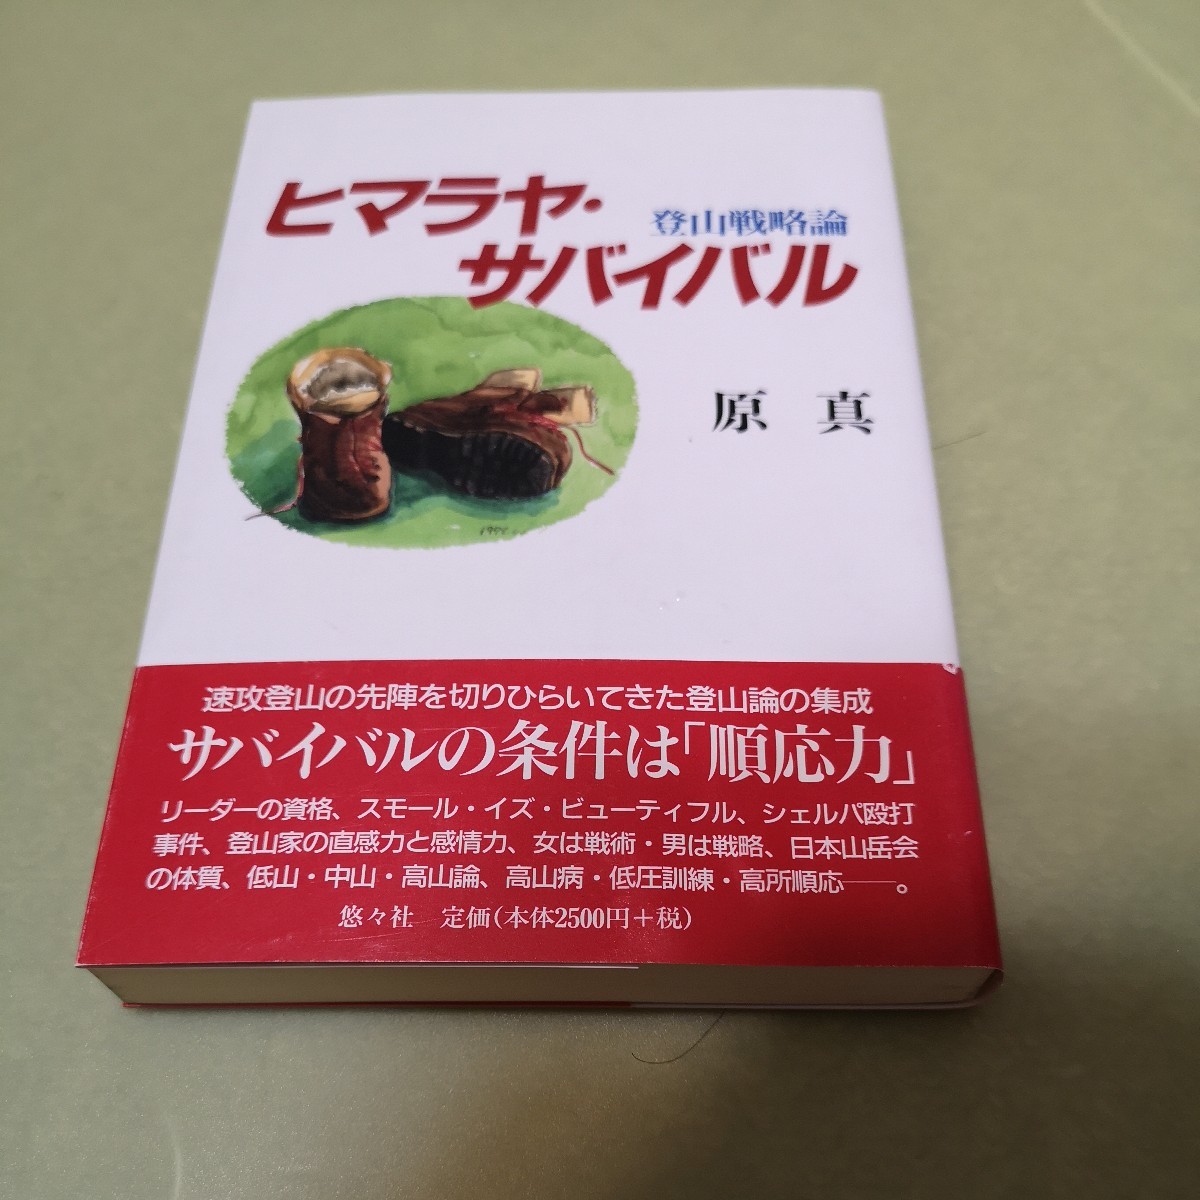 ヒマラヤ・
サバイバル
登山戦略論
原 真
速攻登山の先陣を切りひらいてきた登山論の集成
サバイバルの条件は「順応力」
リーダーの資格、スモール・イズ・ビューティフル、シェルパ殴打
事件、登山家の直感力と感情力、女は戦術・男は戦略、日本山岳会
の体質、低山・中山・高山論、高山病・低圧訓練・高所順応──。
悠々社 定価(本体2500円+税)